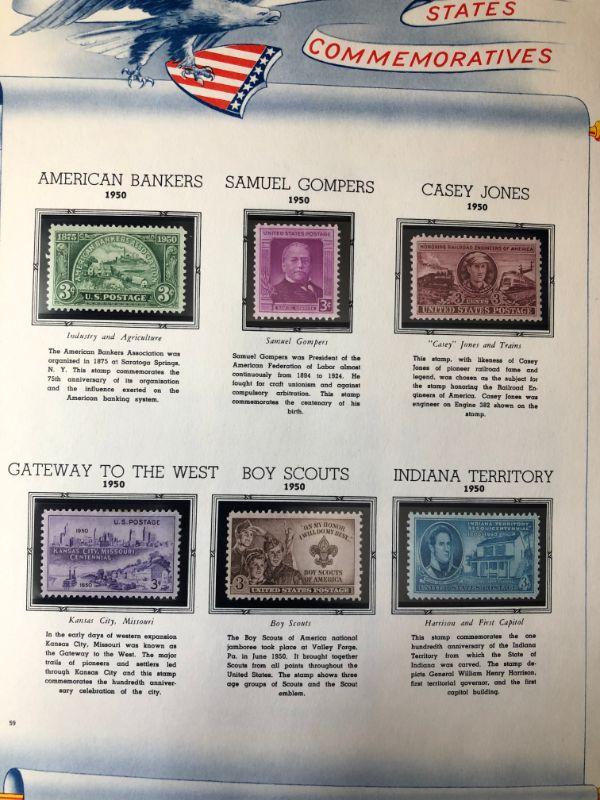 STATES
COMMEMORATIVES
AMERICAN BANKERS
1950
1875 1950
AMERICAN BANKERS ASSOC.
3¢
U.S. POSTAGE
Industry and Agriculture
The American Bankers Association was
organized in 1875 at Saratoga Springs,
N. Y. This stamp commemorates the
75th anniversary of its organization
and the influence exerted on the
American banking system.
SAMUEL GOMPERS
1950
UNITED STATES POSTAGE
SAMUEL GOMPERS
3¢
Samuel Gompers
Samuel Gompers was President of the
American Federation of Labor almost
continuously from 1894 to 1924. He
fought for craft unionism and against
compulsory arbitration. This stamp
commemorates the centenary of his
birth.
CASEY JONES
1950
HONORING RAILROAD ENGINEERS OF AMERICA
3 CENTS 3
UNITED STATES POSTAGE
"Casey" Jones and Trains
This stamp, with likeness of Casey
Jones of pioneer railroad fame and
legend, was chosen as the subject for
the stamp honoring the Railroad En-
gineers of America. Casey Jones was
engineer on Engine 382 shown on the
stamp.
GATEWAY TO THE WEST
1950
U.S. POSTAGE
1950
KANSAS CITY, MISSOURI
CENTENNIAL
1850
3¢
Kansas City, Missouri
In the early days of western expansion
Kansas City, Missouri was known as
the Gateway to the West. The major
trails of pioneers and settlers led
through Kansas City and this stamp
commemorates the hundredth anniver-
sary celebration of the city.
BOY SCOUTS
1950
"ON MY HONOR
I WILL DO MY BEST"
BOY SCOUTS
OF AMERICA
3 3
UNITED STATES POSTAGE
Boy Scouts
The Boy Scouts of America national
jamboree took place at Valley Forge,
Pa. in June 1950. It brought together
Scouts from all points throughout the
United States. The stamp shows three
age groups of Scouts and the Scout
emblem.
INDIANA TERRITORY
1950
INDIANA TERRITORY
SESQUICENTENNIAL
1800-1950
3¢
UNITED STATES POSTAGE
Harrison and First Capitol
This stamp commemorates the one
hundredth anniversary of the Indiana
Territory from which the State of
Indiana was carved. The stamp de-
picts General William Henry Harrison,
first territorial governor, and the first
capitol building.
59